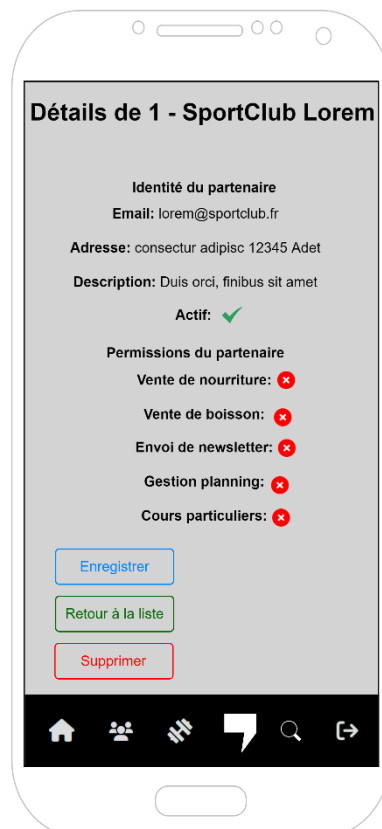 Détails de 1 - SportClub Lorem
Identité du partenaire
Email: lorem@sportclub.fr
Adresse: consectur adipisc 12345 Adet
Description: Duis orci, finibus sit amet
Actif:
Permissions du partenaire
Vente de nourriture:
Vente de boisson:
Envoi de newsletter:
Gestion planning:
Cours particuliers:
Enregistrer
Retour à la liste
Supprimer